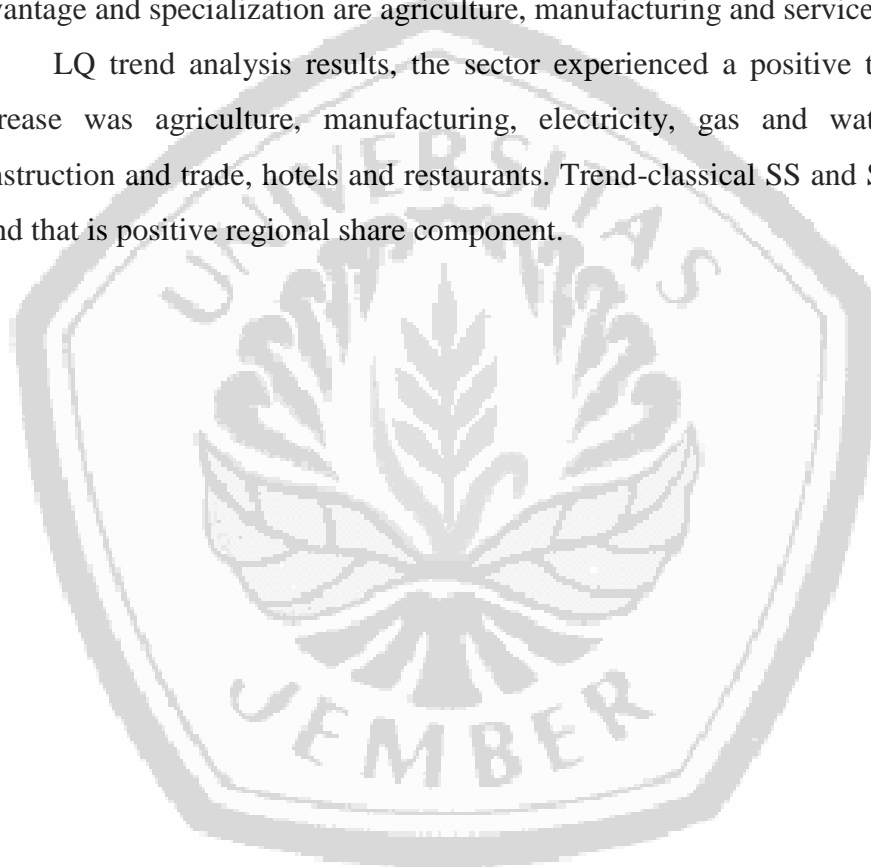 vantage and specialization are agriculture, manufacturing and service
LQ trend analysis results, the sector experienced a positive t
rease was agriculture, manufacturing, electricity, gas and wat
nstruction and trade, hotels and restaurants. Trend-classical SS and S
nd that is positive regional share component.
UNIVERSITAS
JEMBER